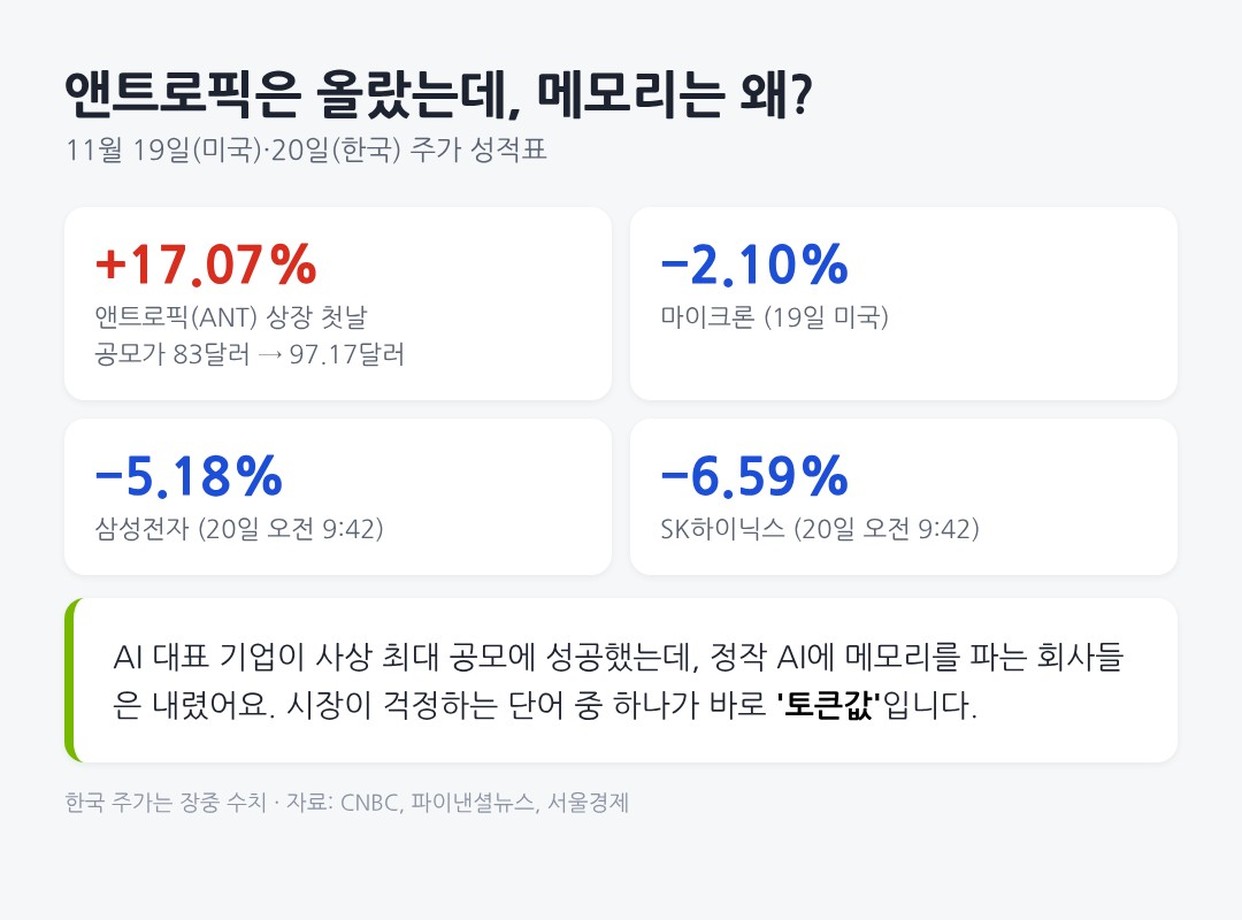 앤트로픽은 올랐는데, 메모리는 왜?
11월 19일(미국)·20일(한국) 주가 성적표
+17.07%
앤트로픽(ANT) 상장 첫날
공모가 83달러 → 97.17달러
−2.10%
마이크론 (19일 미국)
−5.18%
삼성전자 (20일 오전 9:42)
−6.59%
SK하이닉스 (20일 오전 9:42)
AI 대표 기업이 사상 최대 공모에 성공했는데, 정작 AI에 메모리를 파는 회사들
은 내렸어요. 시장이 걱정하는 단어 중 하나가 바로 '토큰값'입니다.
한국 주가는 장중 수치 · 자료: CNBC, 파이낸셜뉴스, 서울경제